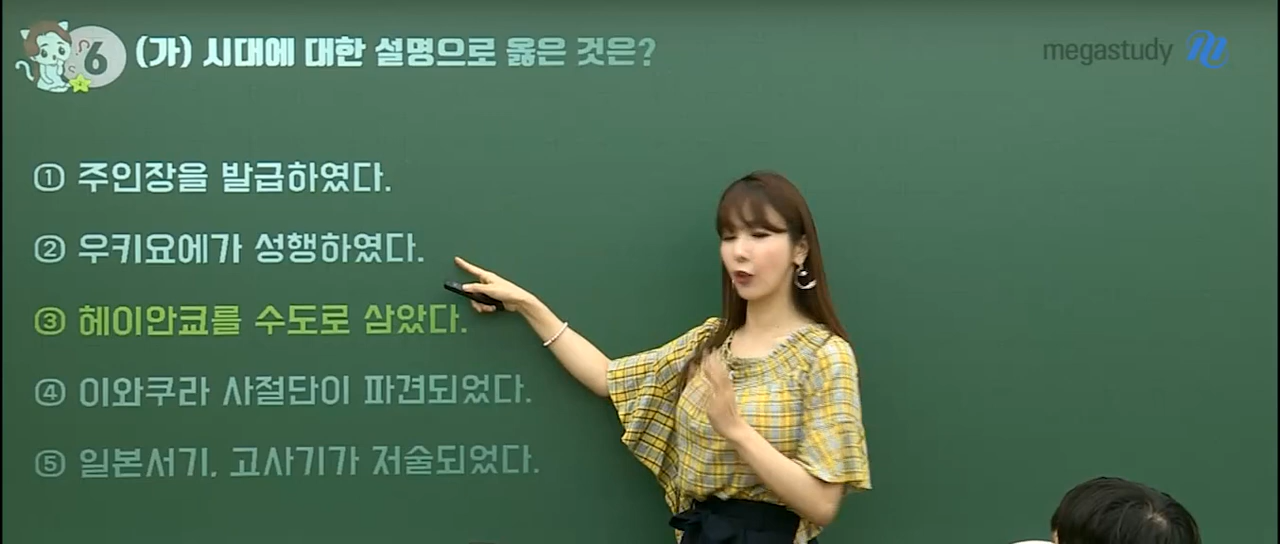 6 (가) 시대에 대한 설명으로 옳은 것은?
megastudy
① 주인장을 발급하였다.
② 우키요에가 성행하였다.
③ 헤이안쿄를 수도로 삼았다.
④ 이와쿠라 사절단이 파견되었다.
⑤ 일본서기, 고사기가 저술되었다.